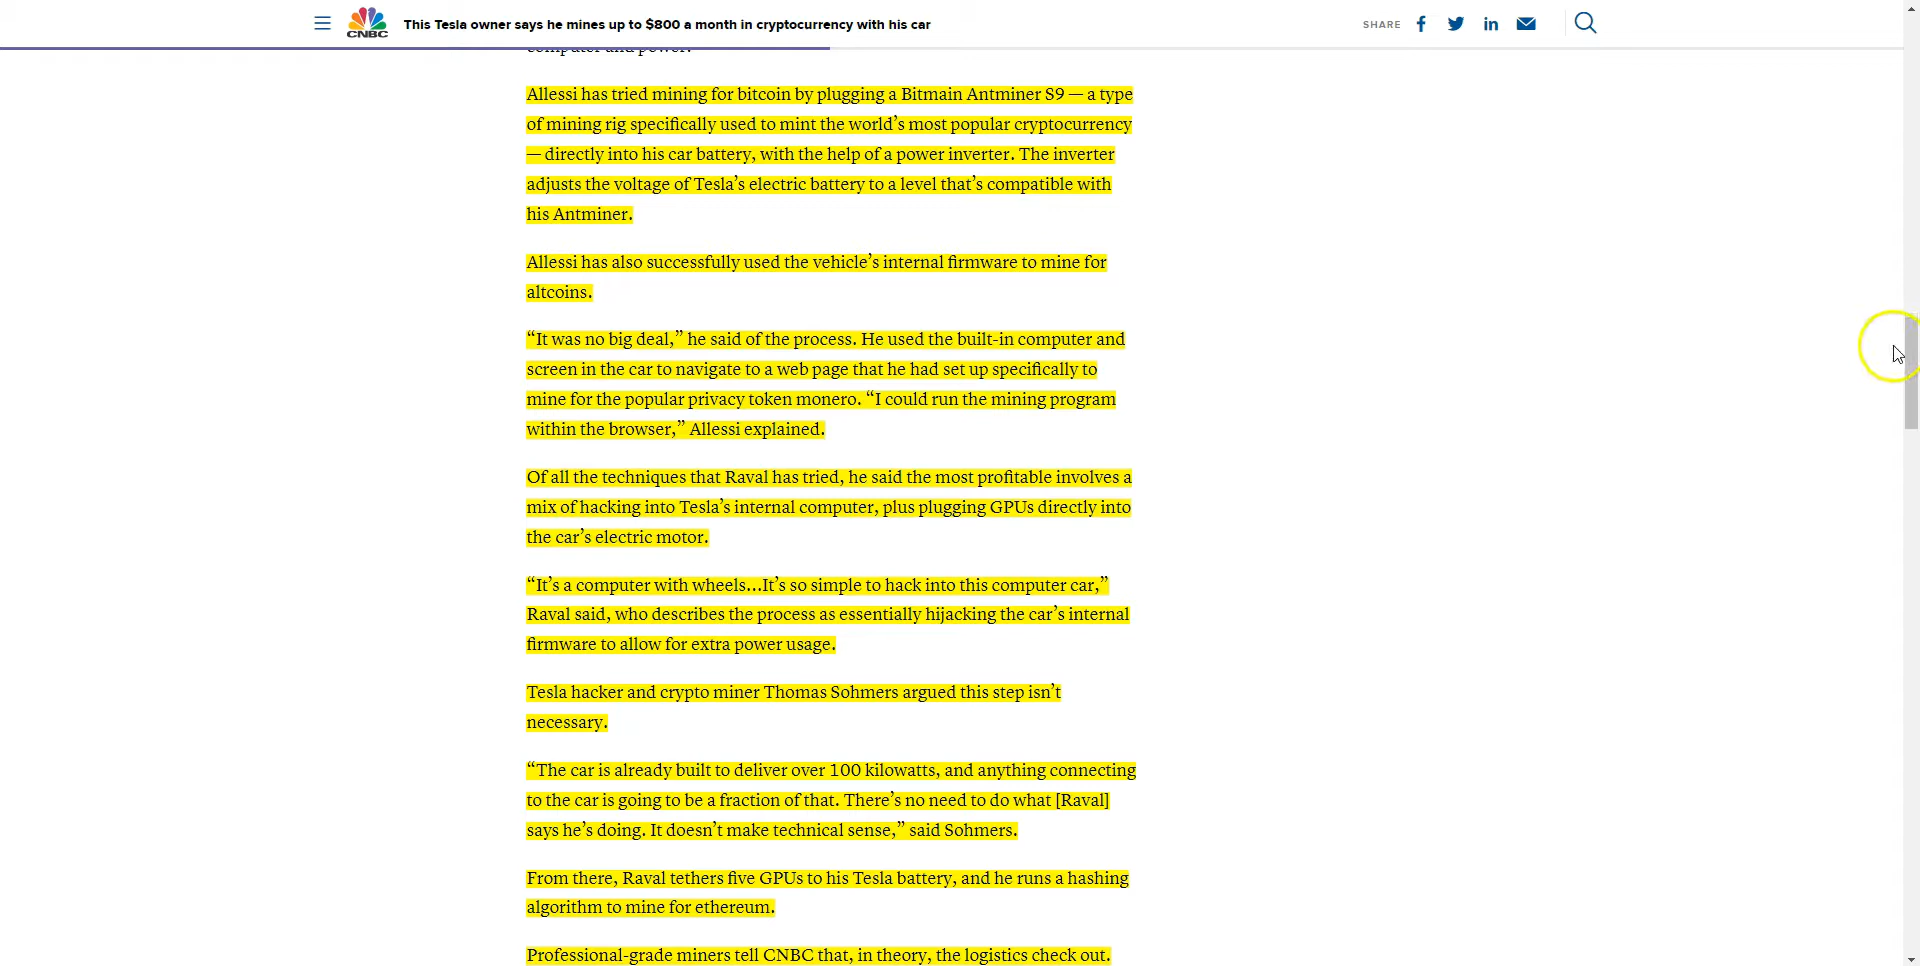 CNBC
This Tesla owner says he mines up to $800 a month in cryptocurrency with his car
SHARE
computer and power.
Allessi has tried mining for bitcoin by plugging a Bitmain Antminer S9 — a type
of mining rig specifically used to mint the world’s most popular cryptocurrency
— directly into his car battery, with the help of a power inverter. The inverter
adjusts the voltage of Tesla’s electric battery to a level that’s compatible with
his Antminer.
Allessi has also successfully used the vehicle’s internal firmware to mine for
altcoins.
“It was no big deal,” he said of the process. He used the built-in computer and
screen in the car to navigate to a web page that he had set up specifically to
mine for the popular privacy token monero. “I could run the mining program
within the browser,” Allessi explained.
Of all the techniques that Raval has tried, he said the most profitable involves a
mix of hacking into Tesla’s internal computer, plus plugging GPUs directly into
the car’s electric motor.
“It’s a computer with wheels...It’s so simple to hack into this computer car,”
Raval said, who describes the process as essentially hijacking the car’s internal
firmware to allow for extra power usage.
Tesla hacker and crypto miner Thomas Sohmers argued this step isn’t
necessary.
“The car is already built to deliver over 100 kilowatts, and anything connecting
to the car is going to be a fraction of that. There’s no need to do what [Raval]
says he’s doing. It doesn’t make technical sense,” said Sohmers.
From there, Raval tethers five GPUs to his Tesla battery, and he runs a hashing
algorithm to mine for ethereum.
Professional-grade miners tell CNBC that, in theory, the logistics check out.